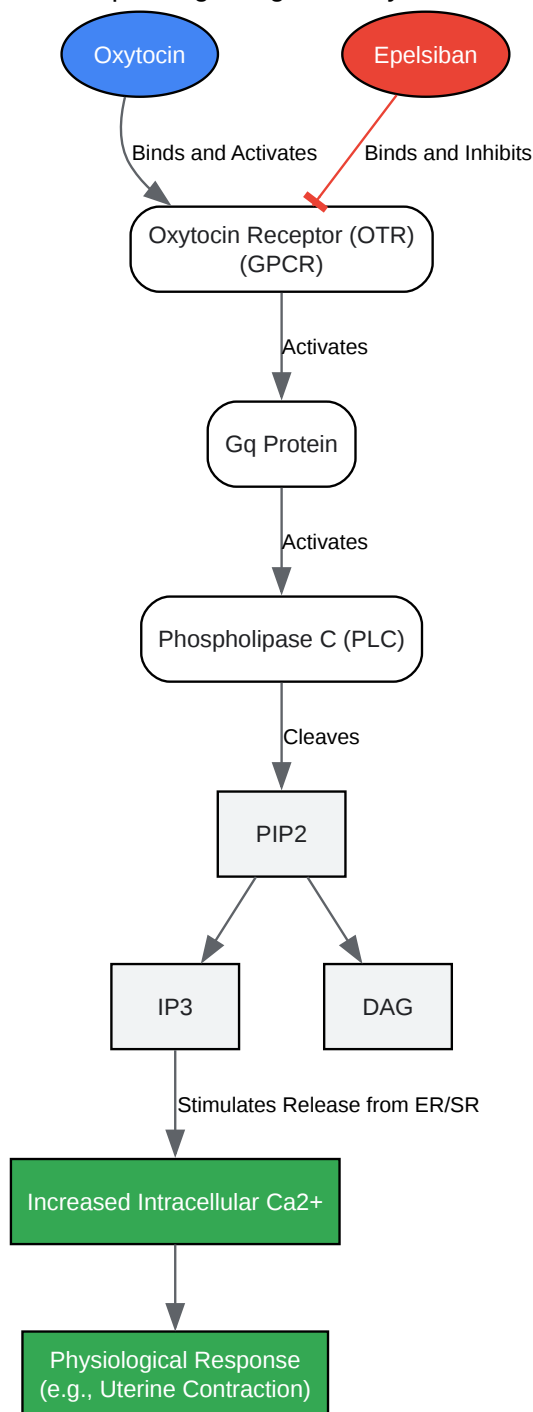 Oxytocin
Epelsiban
Binds and Activates
Binds and Inhibits
Oxytocin Receptor (OTR)
(GPCR)
Activates
Gq Protein
Activates
Phospholipase C (PLC)
Cleaves
PIP2
IP3
DAG
Stimulates Release from ER/SR
Increased Intracellular Ca2+
Physiological Response
(e.g., Uterine Contraction)